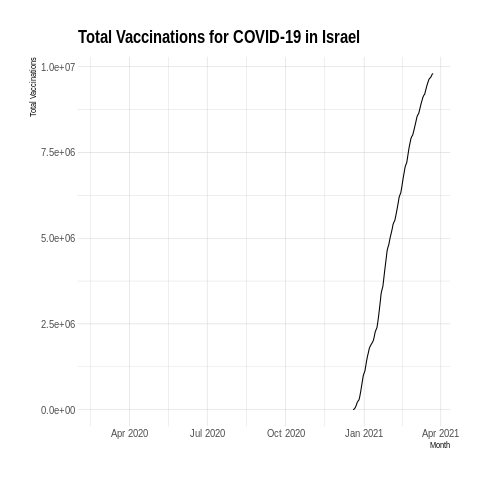 Total Vaccinations for COVID-19 in Israel
Total Vaccinations
1.0e+07
7.5e+06
5.0e+06
2.5e+06
0.0e+00
Apr 2020 Jul 2020 Oct 2020 Jan 2021 Apr 2021
Month